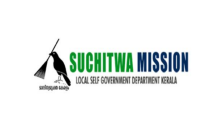 SUCHITWA MISSION
LOCAL SELF GOVERNMENT DEPARTMENT KERALA